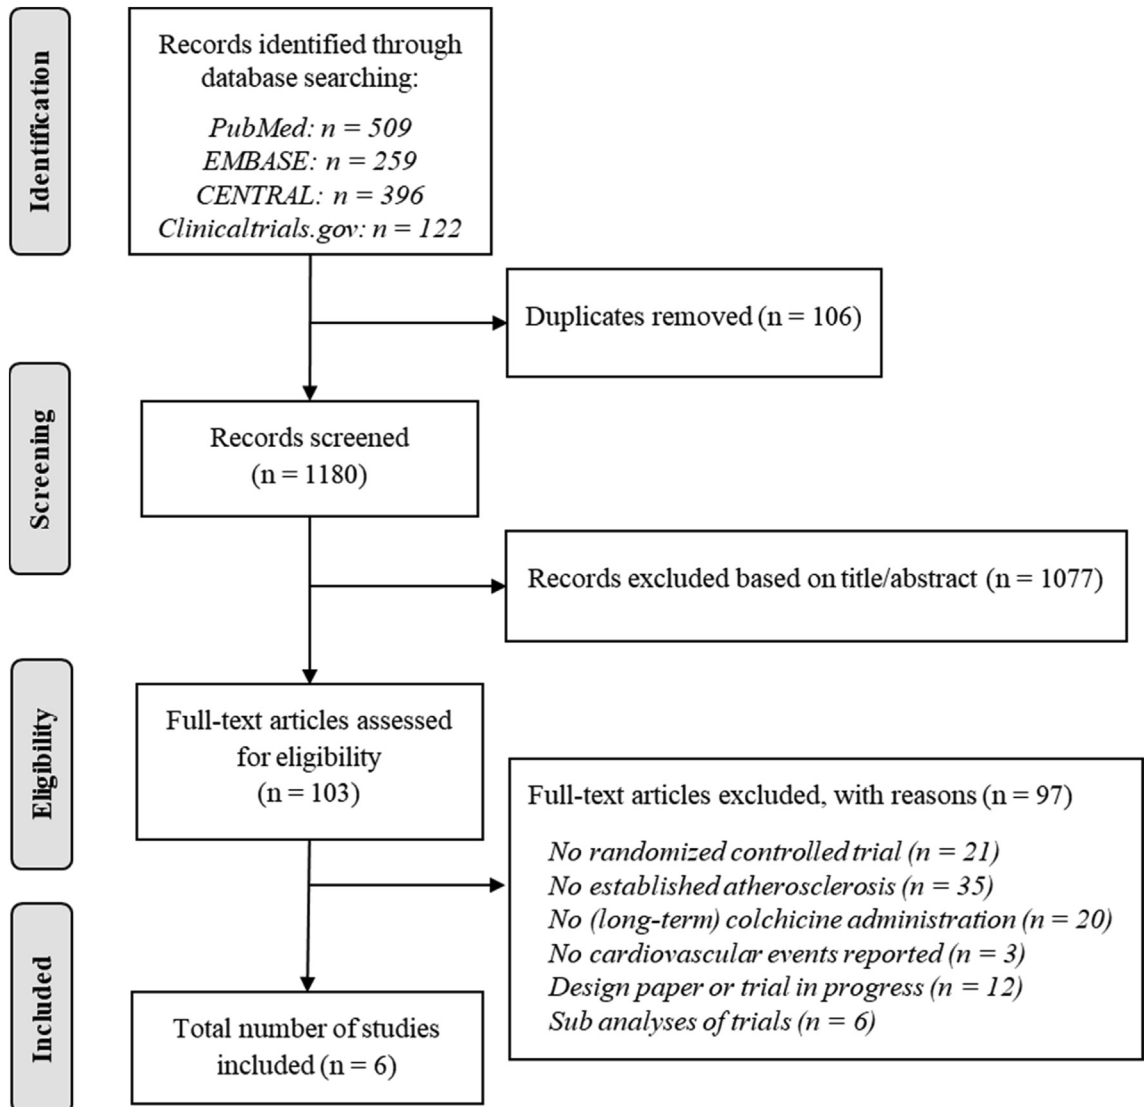 Identification
Records identified through
database searching:
PubMed: n = 509
EMBASE: n = 259
CENTRAL: n = 396
Clinicaltrials.gov: n = 122
Duplicates removed (n = 106)
Screening
Records screened
(n = 1180)
Records excluded based on title/abstract (n = 1077)
Eligibility
Full-text articles assessed
for eligibility
(n = 103)
Full-text articles excluded, with reasons (n = 97)
No randomized controlled trial (n = 21)
No established atherosclerosis (n = 35)
No (long-term) colchicine administration (n = 20)
No cardiovascular events reported (n = 3)
Design paper or trial in progress (n = 12)
Sub analyses of trials (n = 6)
Included
Total number of studies
included (n = 6)